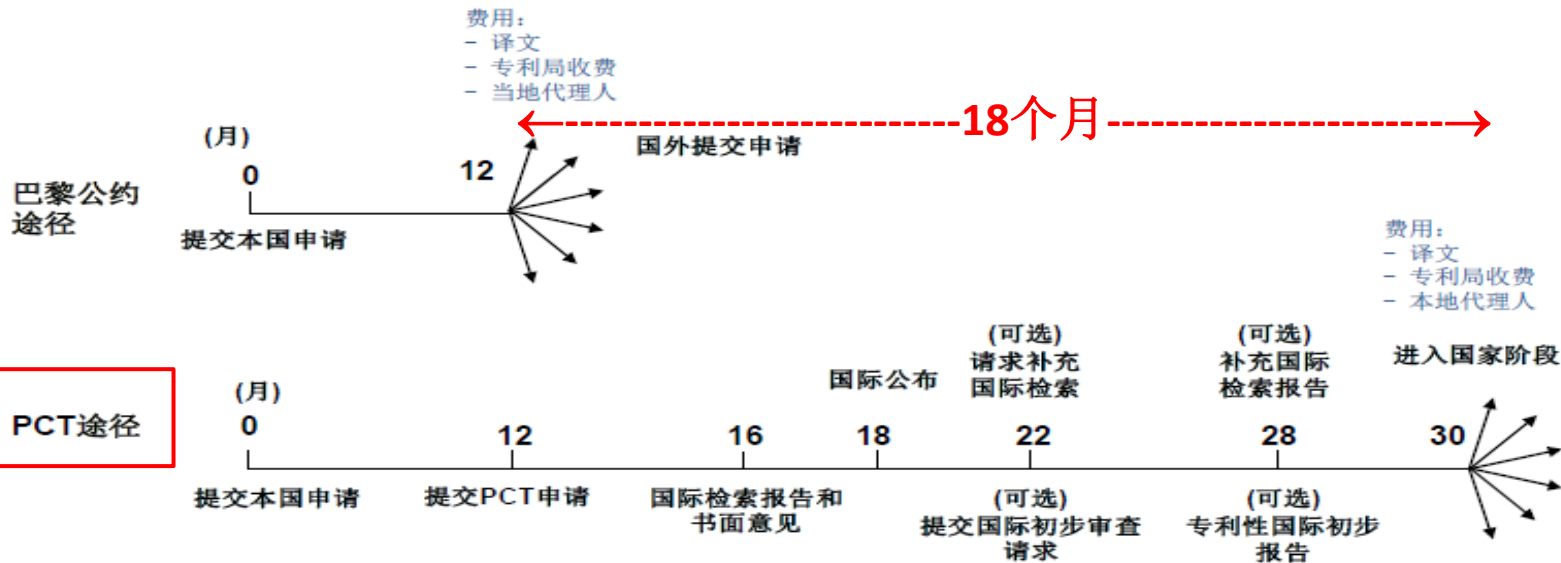 费用：
- 译文
- 专利局收费
- 当地代理人
18个月
(月)
国外提交申请
0
12
巴黎公约
途径
提交本国申请
费用：
- 译文
- 专利局收费
- 本地代理人
(可选)
请求补充
国际检索
(可选)
补充国际
检索报告
进入国家阶段
国际公布
(月)
PCT途径
0
12
16
18
22
28
30
提交本国申请
提交PCT申请
国际检索报告和
书面意见
(可选)
提交国际初步审查
请求
(可选)
专利性国际初步
报告